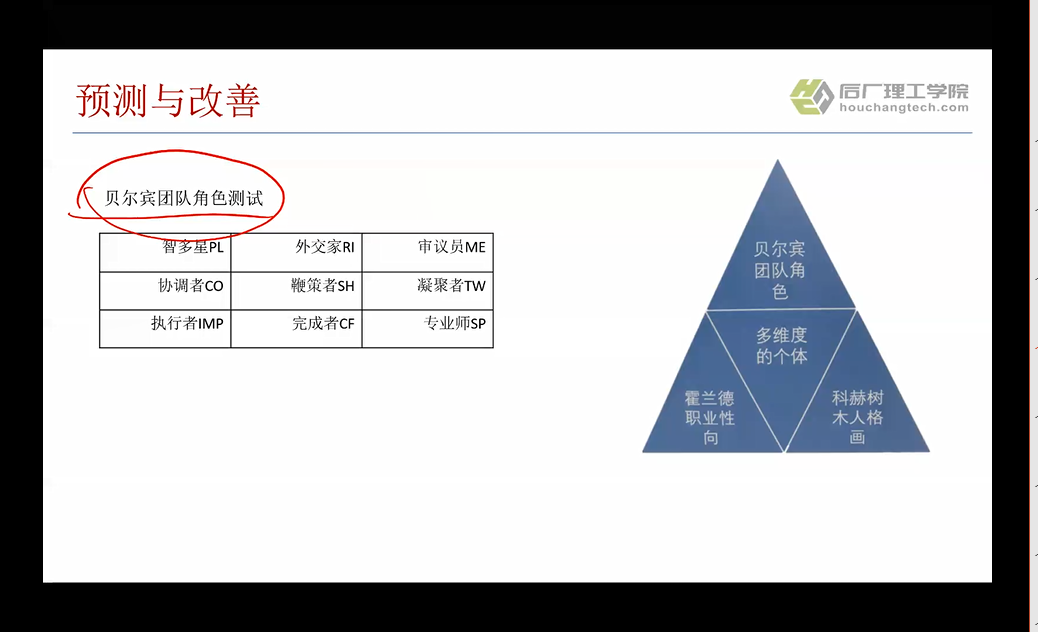 预测与改善
后厂理工学院
houchangtech.com
贝尔宾团队角色测试
智多星PL 外交家RI 审议员ME
协调者CO 鞭策者SH 凝聚者TW
执行者IMP 完成者CF 专业师SP
贝尔宾
团队角
色
多维度
的个体
霍兰德
职业性
向
科赫树
木人格
画